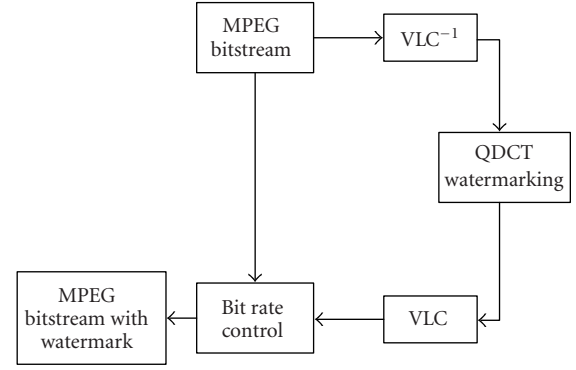 MPEG
bitstream
VLC⁻¹
QDCT
watermarking
MPEG
bitstream with
watermark
Bit rate
control
VLC